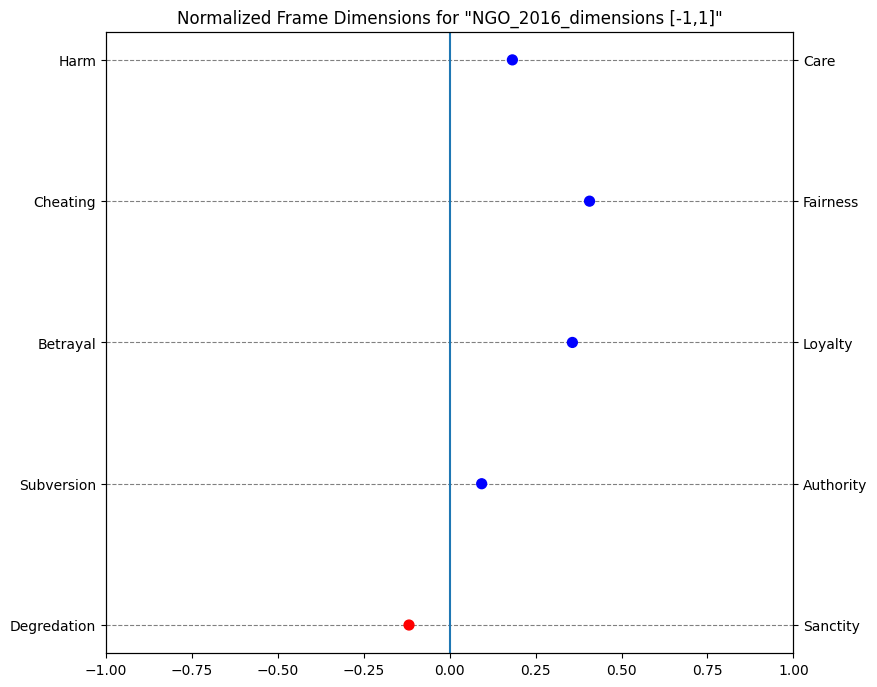 Normalized Frame Dimensions for "NGO_2016_dimensions [-1,1]"
Harm Care
Cheating Fairness
Betrayal Loyalty
Subversion Authority
Degredation Sanctity
−1.00 −0.75 −0.50 −0.25 0.00 0.25 0.50 0.75 1.00